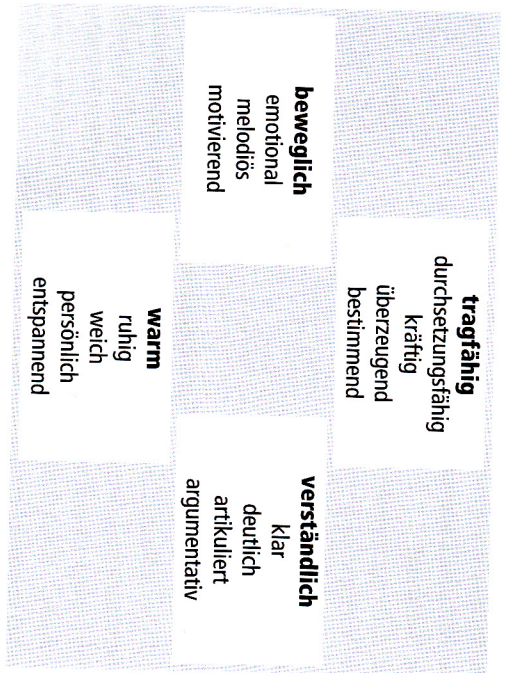 tragfähig
durchsetzungsfähig
kräftig
überzeugend
bestimmend
beweglich
emotional
melodiös
motivierend
verständlich
klar
deutlich
artikuliert
argumentativ
warm
ruhig
weich
persönlich
entspannend